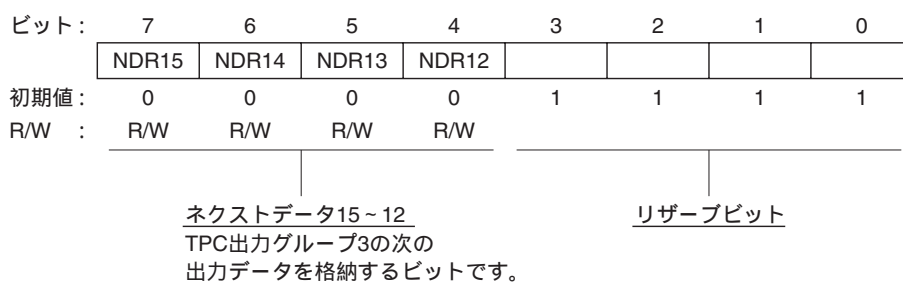 ビット : 7 6 5 4 3 2 1 0
NDR15 NDR14 NDR13 NDR12
初期値 : 0 0 0 0 1 1 1 1
R/W : R/W R/W R/W R/W
ネクストデータ15~12 リザーブビット
TPC出力グループ3の次の
出力データを格納するビットです。